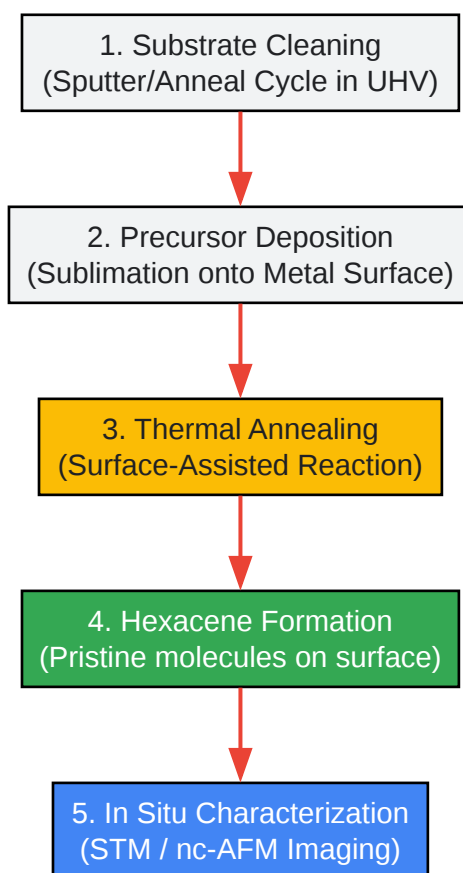 1. Substrate Cleaning
(Sputter/Anneal Cycle in UHV)
2. Precursor Deposition
(Sublimation onto Metal Surface)
3. Thermal Annealing
(Surface-Assisted Reaction)
4. Hexacene Formation
(Pristine molecules on surface)
5. In Situ Characterization
(STM / nc-AFM Imaging)